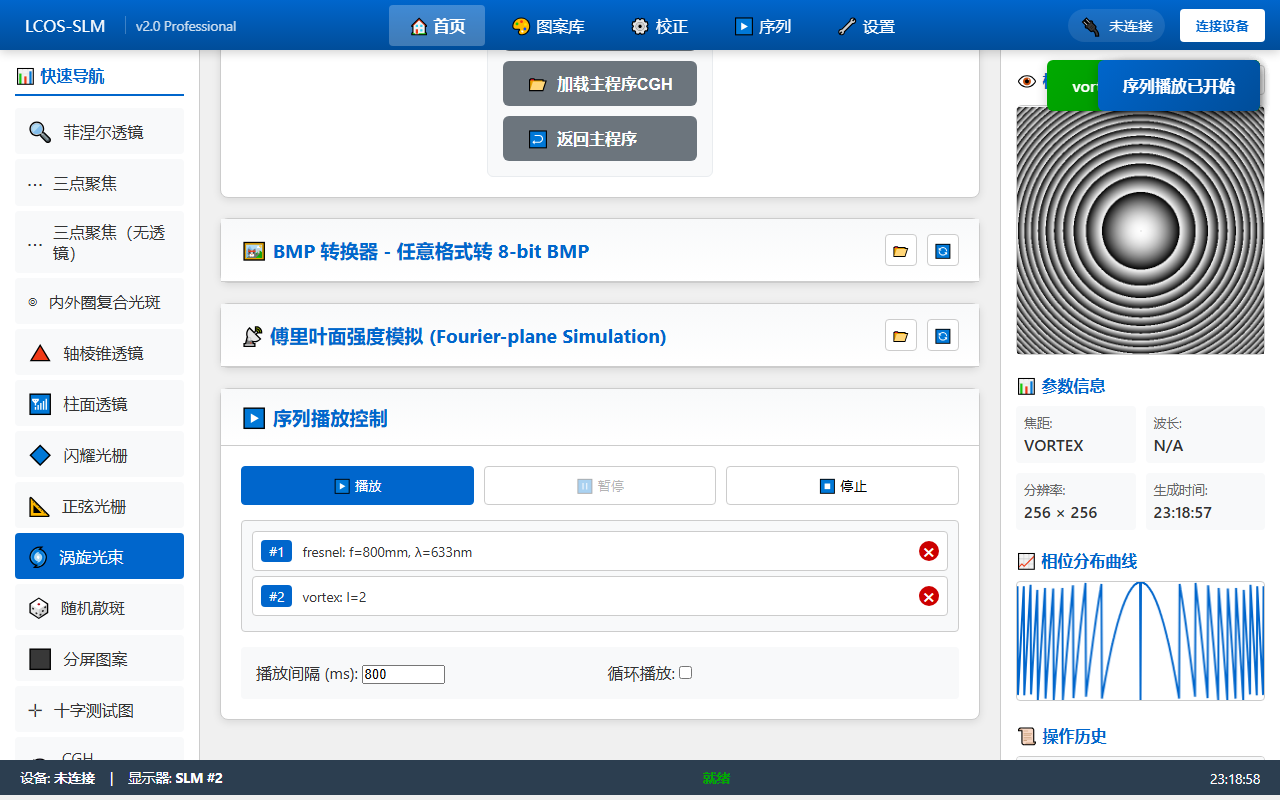 LCOS-SLM
v2.0 Professional
首页
图案库
校正
序列
设置
未连接
连接设备
快速导航
菲涅尔透镜
三点聚焦
三点聚焦（无透
镜）
内外圈复合光斑
轴棱锥透镜
柱面透镜
闪耀光栅
正弦光栅
涡旋光束
随机散斑
分屏图案
十字测试图
CGH
加载主程序CGH
返回主程序
BMP 转换器 - 任意格式转 8-bit BMP
傅里叶面强度模拟 (Fourier-plane Simulation)
序列播放控制
播放
暂停
停止
#1 fresnel: f=800mm, λ=633nm
#2 vortex: l=2
播放间隔 (ms): 800
循环播放:
序列播放已开始
参数信息
焦距:
VORTEX
波长:
N/A
分辨率:
256 × 256
生成时间:
23:18:57
相位分布曲线
操作历史
设备: 未连接 | 显示器: SLM #2
就绪
23:18:58